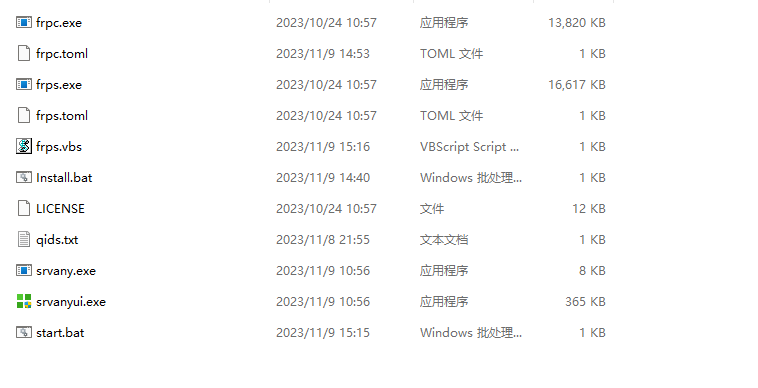 frpc.exe 2023/10/24 10:57 应用程序 13,820 KB
frpc.toml 2023/11/9 14:53 TOML 文件 1 KB
frps.exe 2023/10/24 10:57 应用程序 16,617 KB
frps.toml 2023/11/9 10:57 TOML 文件 1 KB
frps.vbs 2023/11/9 15:16 VBScript Script ... 1 KB
Install.bat 2023/11/9 14:40 Windows 批处理... 1 KB
LICENSE 2023/10/24 10:57 文件 12 KB
qids.txt 2023/11/8 21:55 文本文档 1 KB
srvany.exe 2023/11/9 10:56 应用程序 8 KB
srvanyui.exe 2023/11/9 10:56 应用程序 365 KB
start.bat 2023/11/9 15:15 Windows 批处理... 1 KB